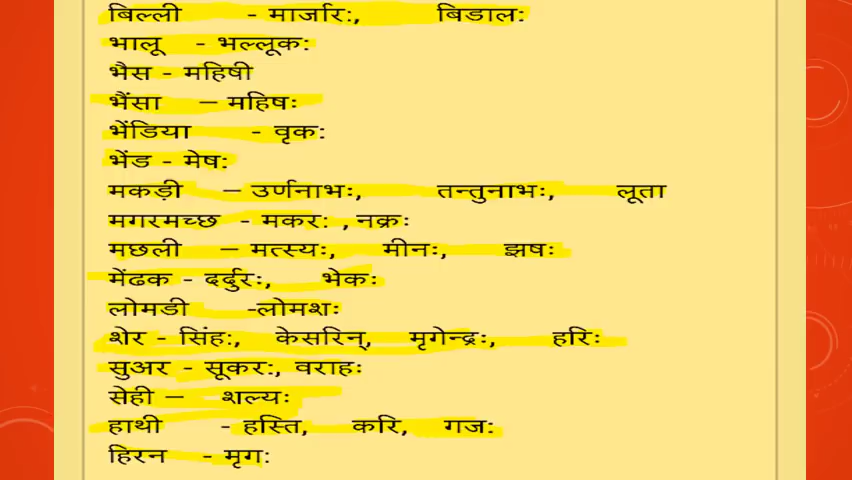 बिल्ली - मार्जारः, बिडालः
भालू - भल्लूकः
भैस - महिषी
भैंसा – महिषः
भेंडिया - वृकः
भेंड - मेषः
मकड़ी – उर्णनाभः, तन्तुनाभः, लूता
मगरमच्छ - मकरः , नक्रः
मछली – मत्स्यः, मीनः, झषः
मेंढक - दर्दुरः, भेकः
लोमडी -लोमशः
शेर - सिंहः, केसरिन्, मृगेन्द्रः, हरिः
सुअर - सूकरः, वराहः
सेही – शल्यः
हाथी - हस्ति, करि, गजः
हिरन - मृगः